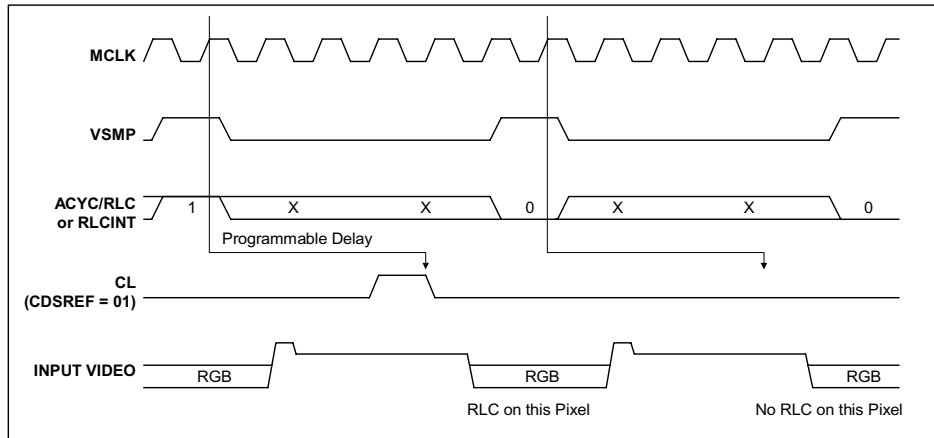 MCLK
VSMP
ACYC/RLC
or RLCINT
1 X X 0 X X 0
Programmable Delay
CL
(CDSREF = 01)
INPUT VIDEO
RGB RGB RGB
RLC on this Pixel No RLC on this Pixel